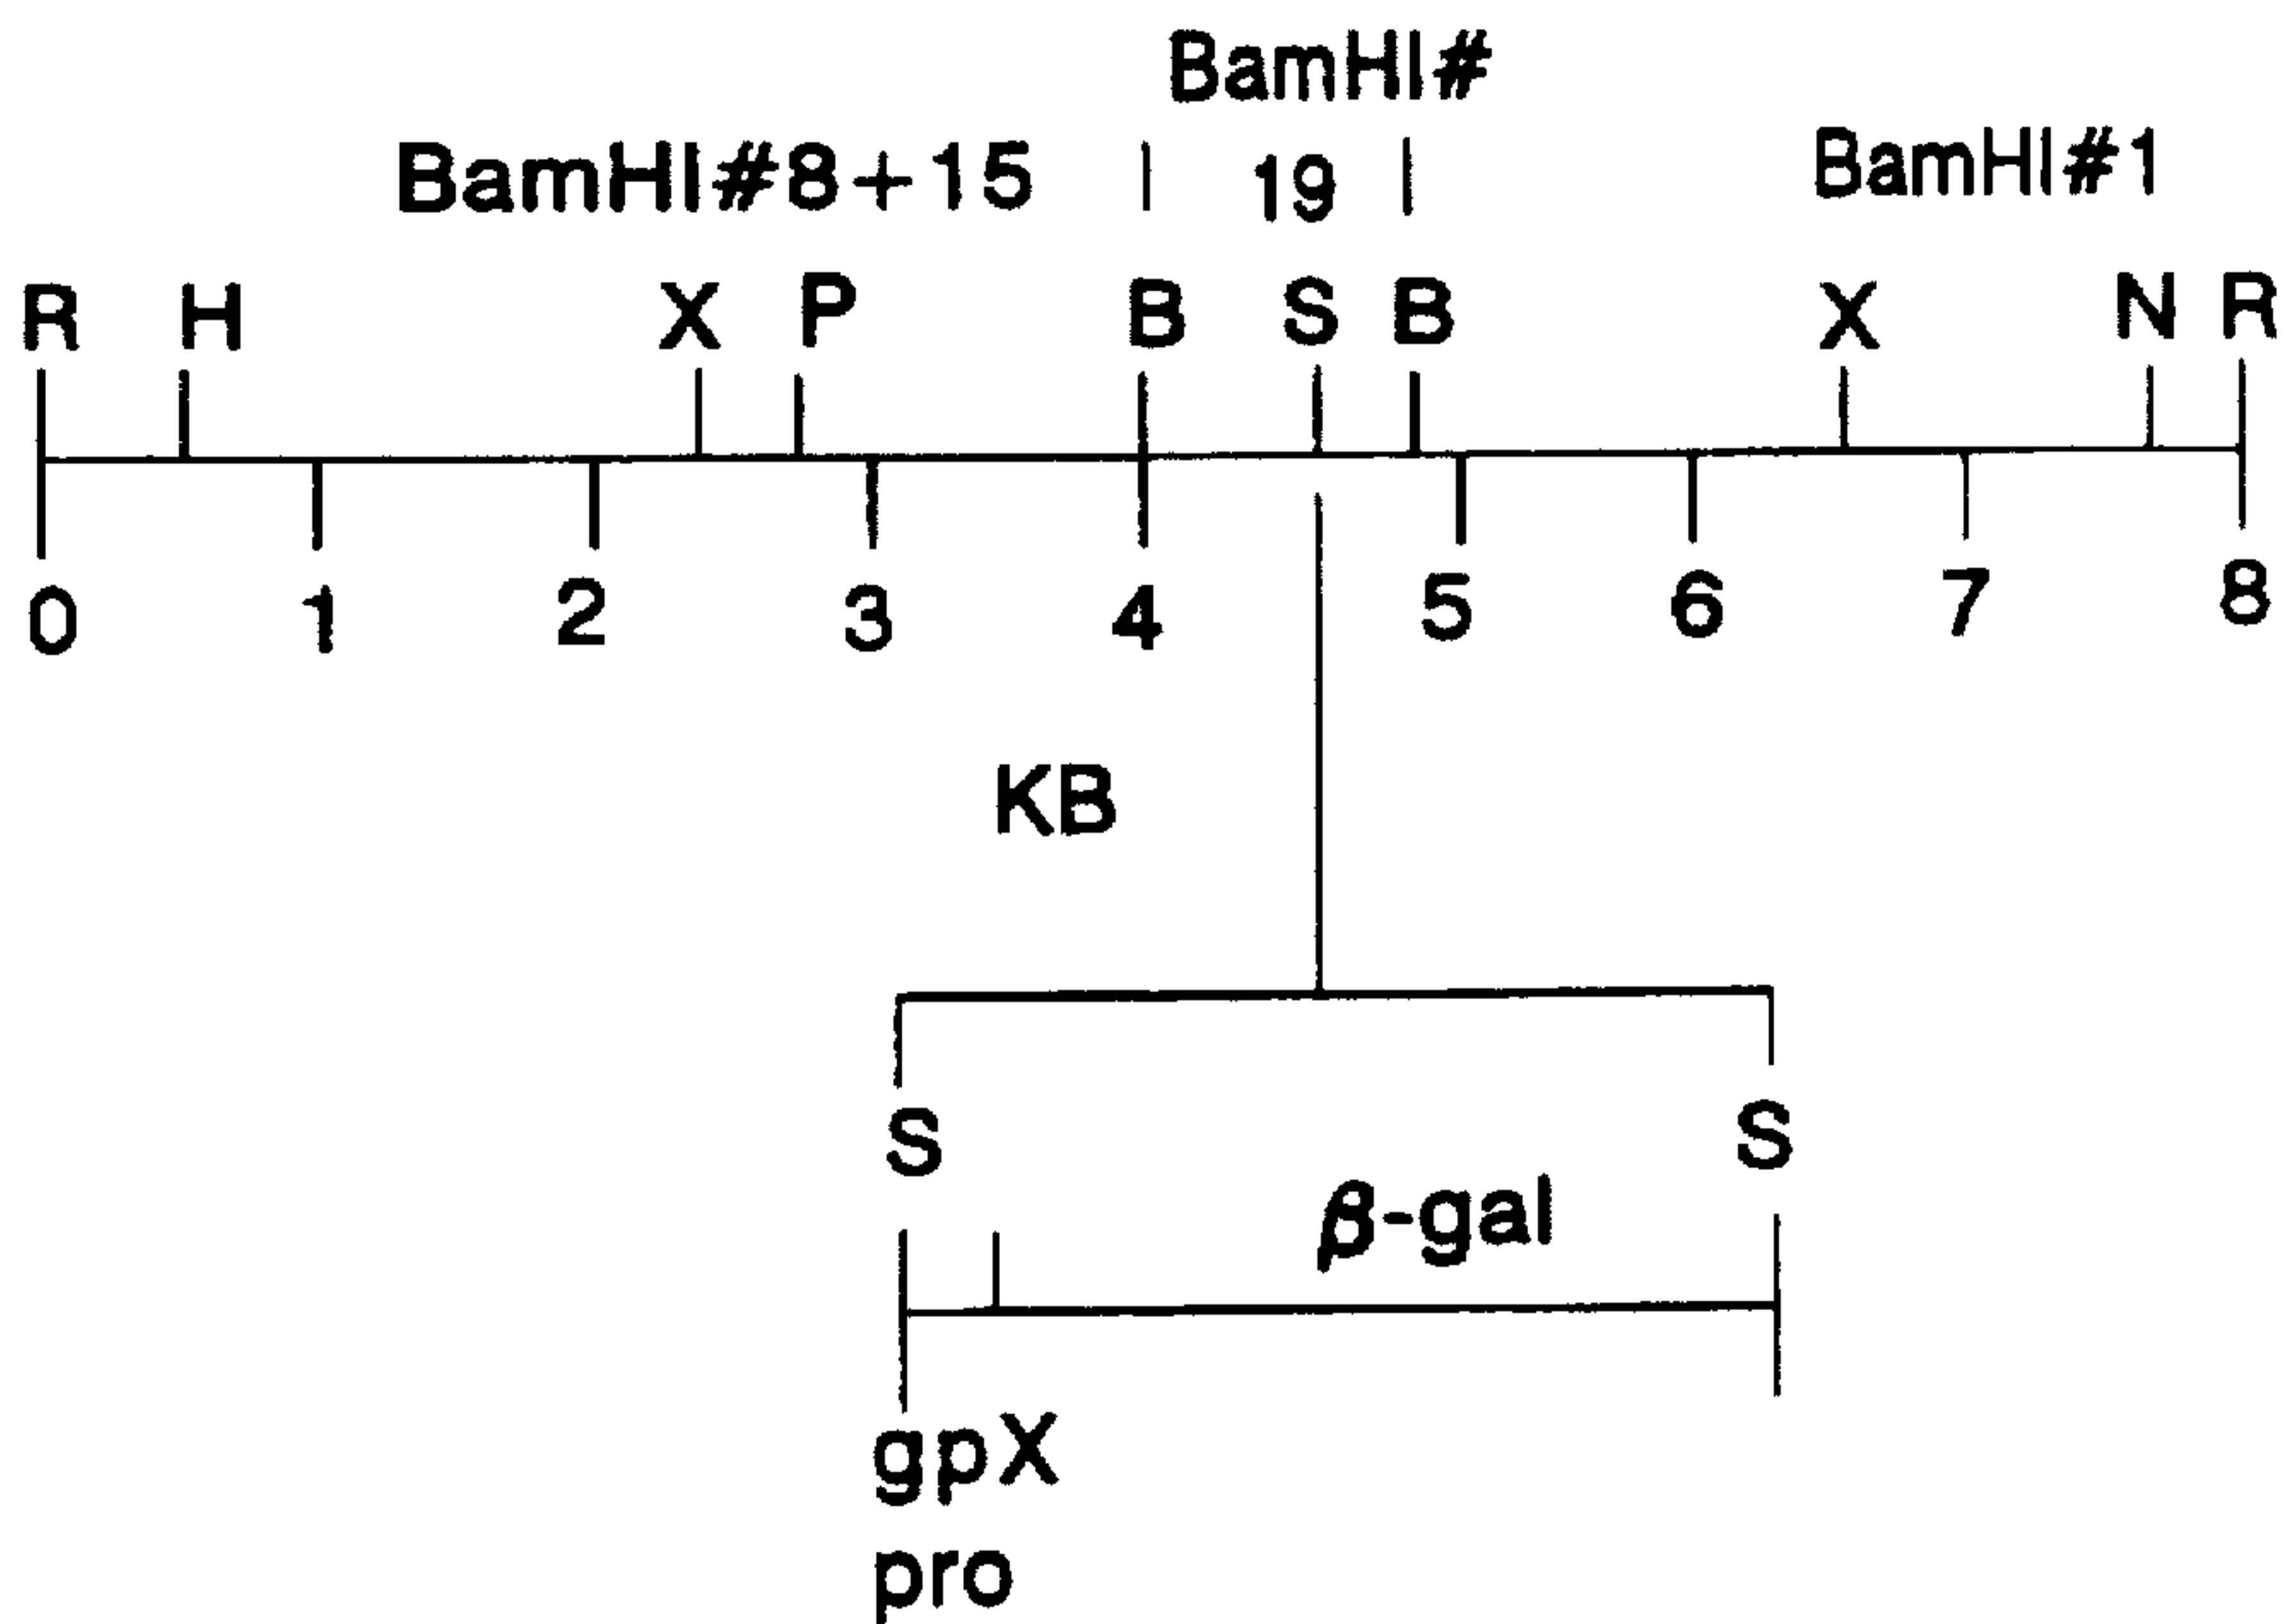 BamHI#
BamHI#8+15 19 BamHI#1
R H X P B S B X N R
0 1 2 3 4 5 6 7 8
KB
S S
β-gal
gpX
pro